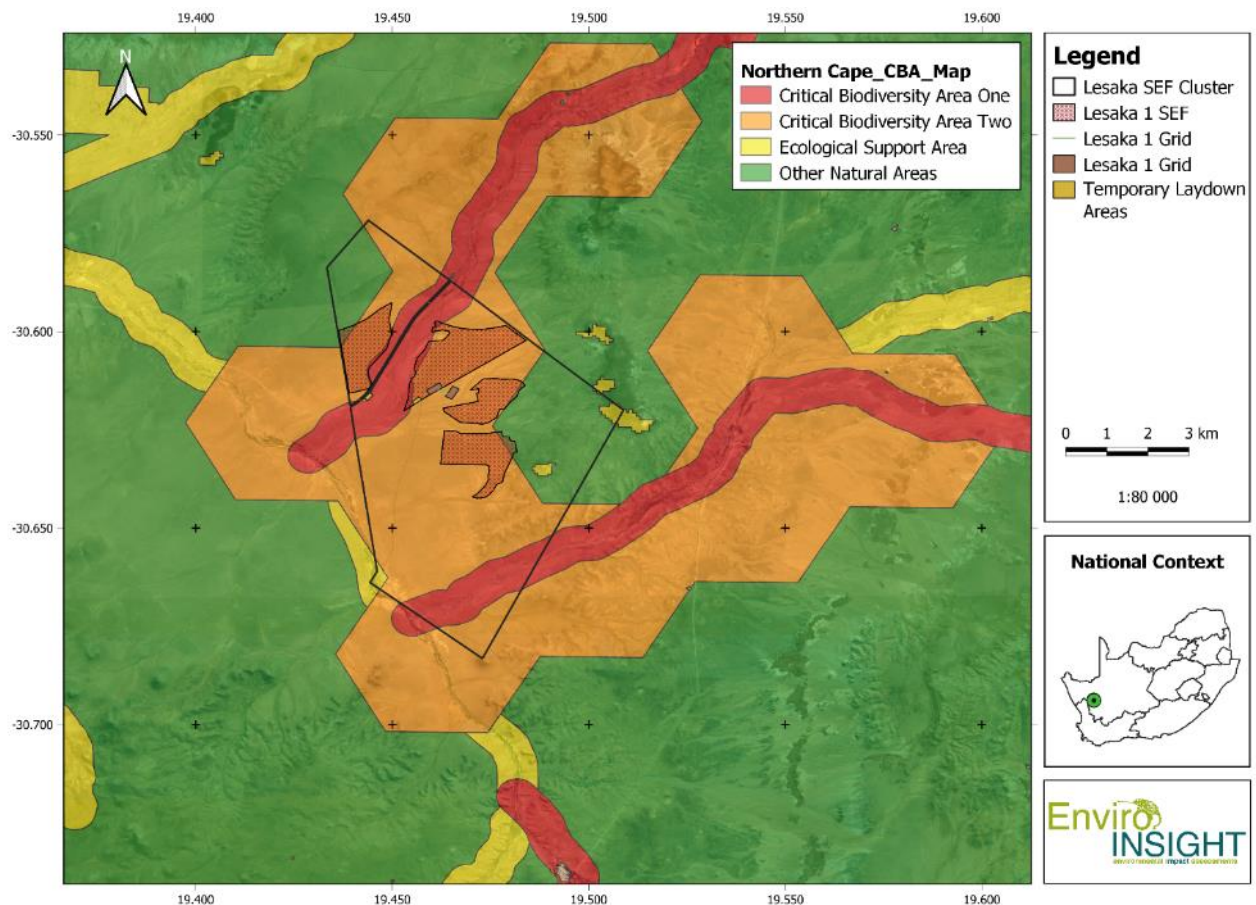 19.400 19.450 19.500 19.550 19.600
N
Northern Cape_CBA_Map
Critical Biodiversity Area One
Critical Biodiversity Area Two
Ecological Support Area
Other Natural Areas
-30.550
-30.600
-30.650
-30.700
19.400 19.450 19.500 19.550 19.600
Legend
Lesaka SEF Cluster
Lesaka 1 SEF
Lesaka 1 Grid
Lesaka 1 Grid
Temporary Laydown
Areas
0 1 2 3 km
1:80 000
National Context
Enviro
INSIGHT
environmental impact assessments